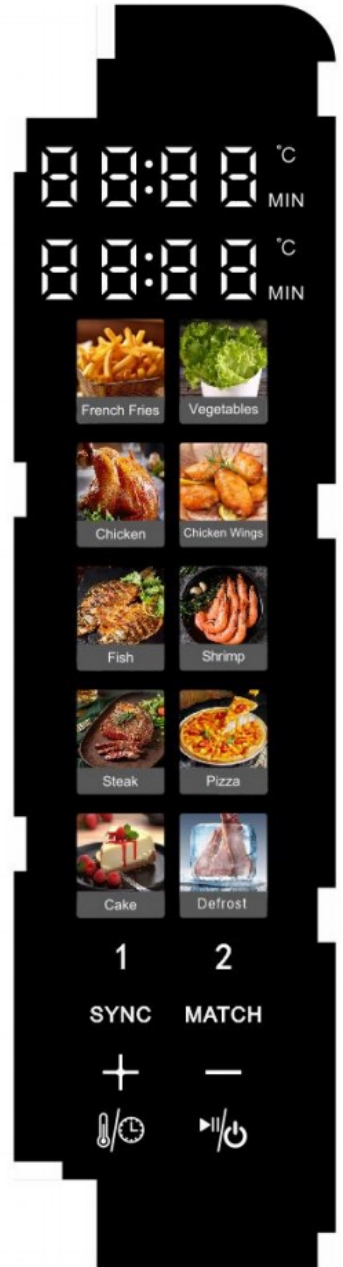 88:88 °C
MIN
88:88 °C
MIN
French Fries Vegetables
Chicken Chicken Wings
Fish Shrimp
Steak Pizza
Cake Defrost
1 2
SYNC MATCH
+ −
/ /